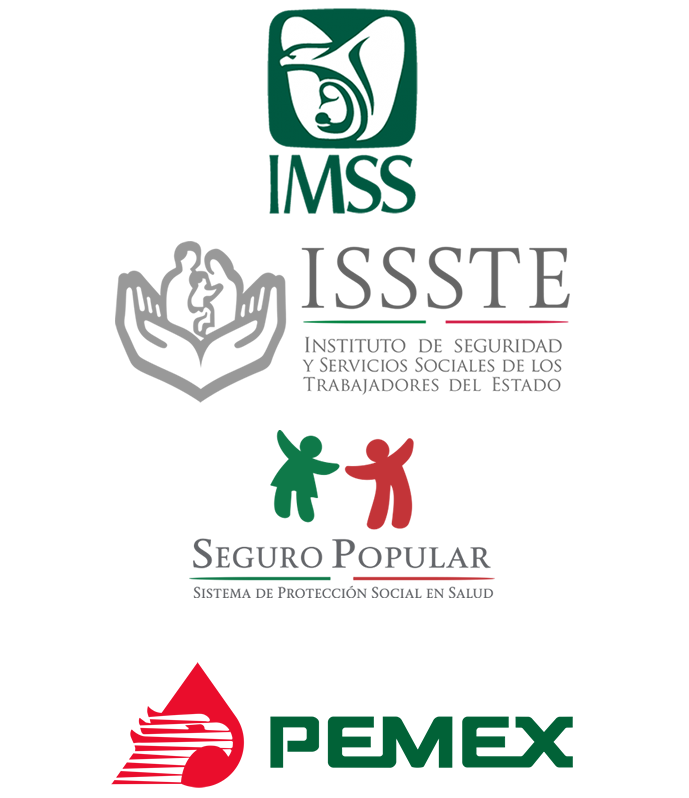 IMSS
ISSSTE
INSTITUTO DE SEGURIDAD
Y SERVICIOS SOCIALES DE LOS
TRABAJADORES DEL ESTADO
SEGURO POPULAR
SISTEMA DE PROTECCIÓN SOCIAL EN SALUD
PEMEX